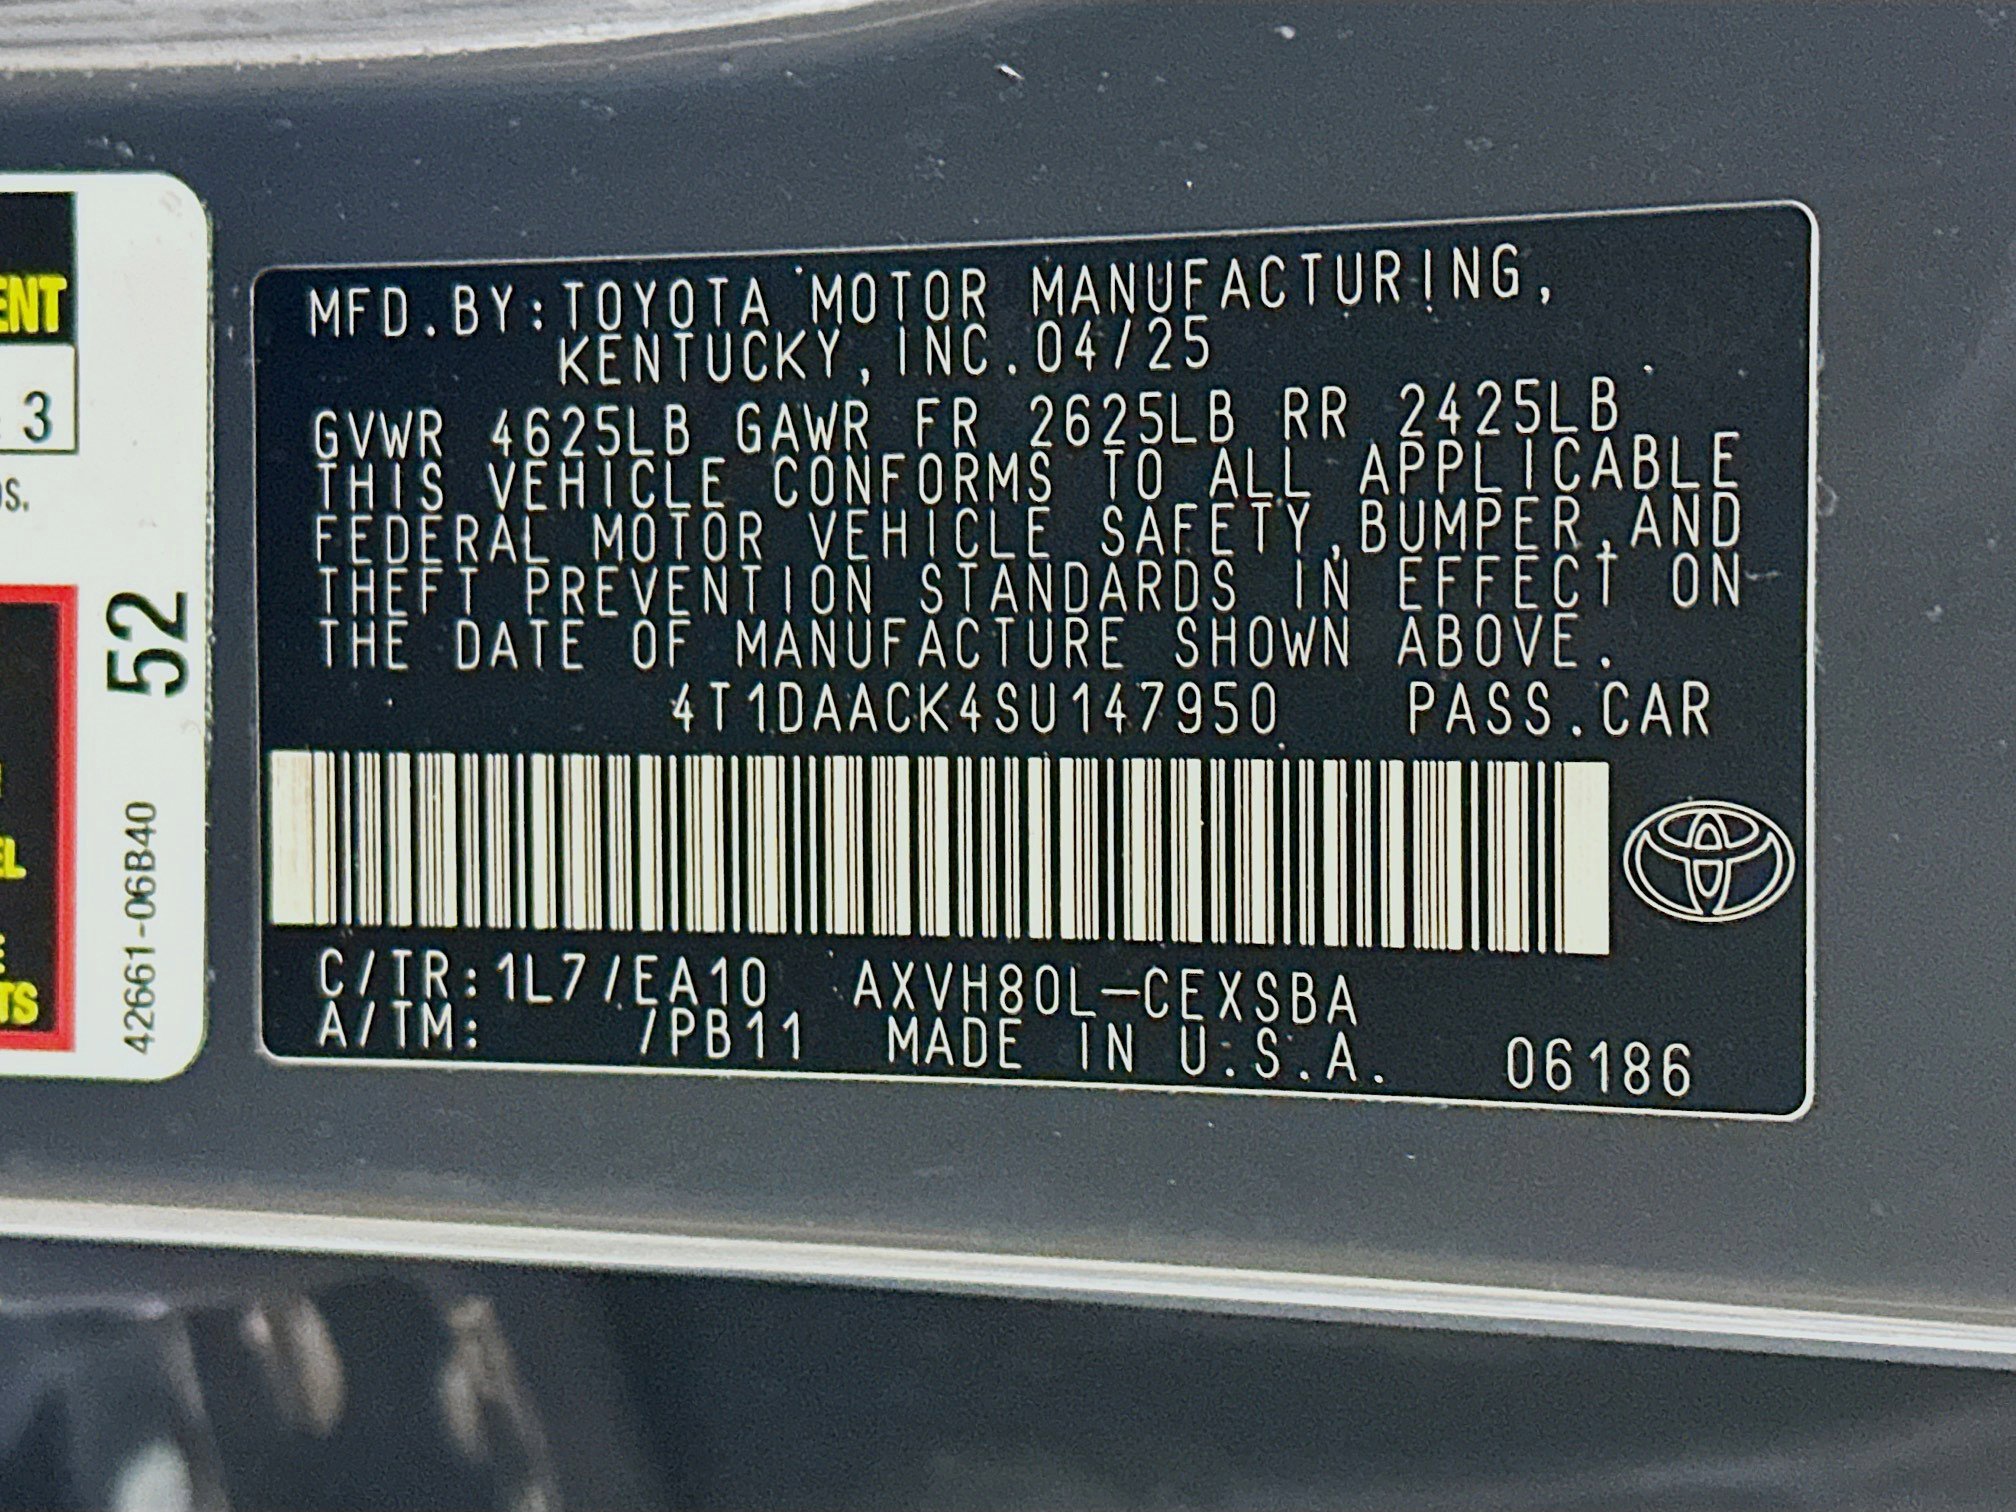 ENT
3
52
42661-06B40
EL
TS
MFD.BY:TOYOTA MOTOR MANUFACTURING,
KENTUCKY,INC.04/25
GVWR 4625LB GAWR FR 2625LB RR 2425LB
THIS VEHICLE CONFORMS TO ALL APPLICABLE
FEDERAL MOTOR VEHICLE SAFETY,BUMPER,AND
THEFT PREVENTION STANDARDS IN EFFECT ON
THE DATE OF MANUFACTURE SHOWN ABOVE.
4T1DAACK4SU147950 PASS.CAR
C/TR:1L7/EA10 AXVH80L-CEXSBA
A/TM: /PB11 MADE IN U.S.A. 06186